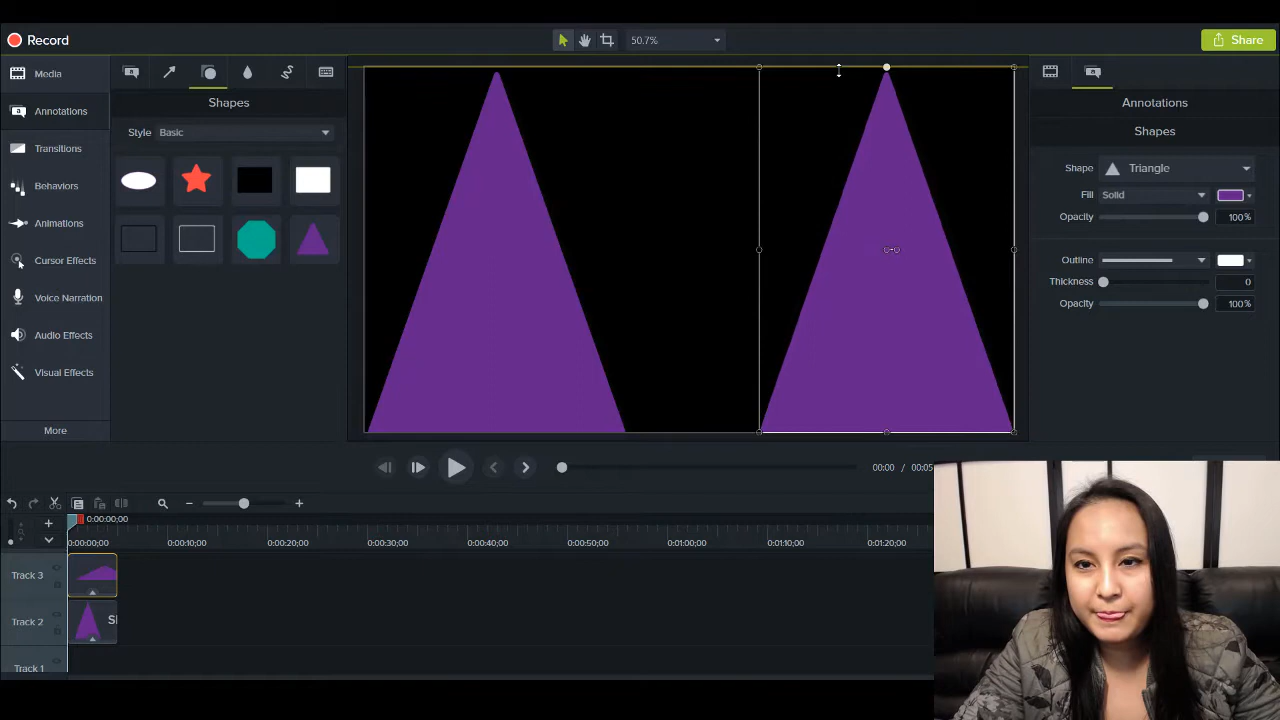 Record
50.7%
Share
Media
Annotations
Transitions
Behaviors
Animations
Cursor Effects
Voice Narration
Audio Effects
Visual Effects
More
Shapes
Style Basic
Annotations
Shapes
Shape Triangle
Fill Solid
Opacity 100%
Outline
Thickness 0
Opacity 100%
00:00 / 00:05
0:00:00;00
0:00:00;00 0:00:10;00 0:00:20;00 0:00:30;00 0:00:40;00 0:00:50;00 0:01:00;00 0:01:10;00 0:01:20;00
Track 3
Track 2
Track 1